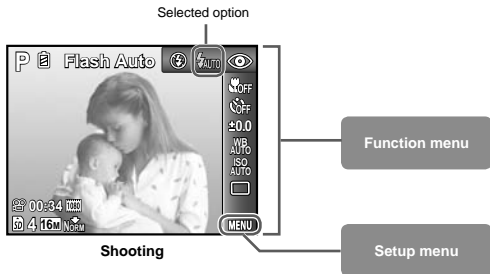 Selected option
P Flash Auto AUTO
OFF
OFF
±0.0
WB
AUTO
ISO
AUTO
00:34 1080
SD 4 16M NORM
MENU
Function menu
Setup menu
Shooting